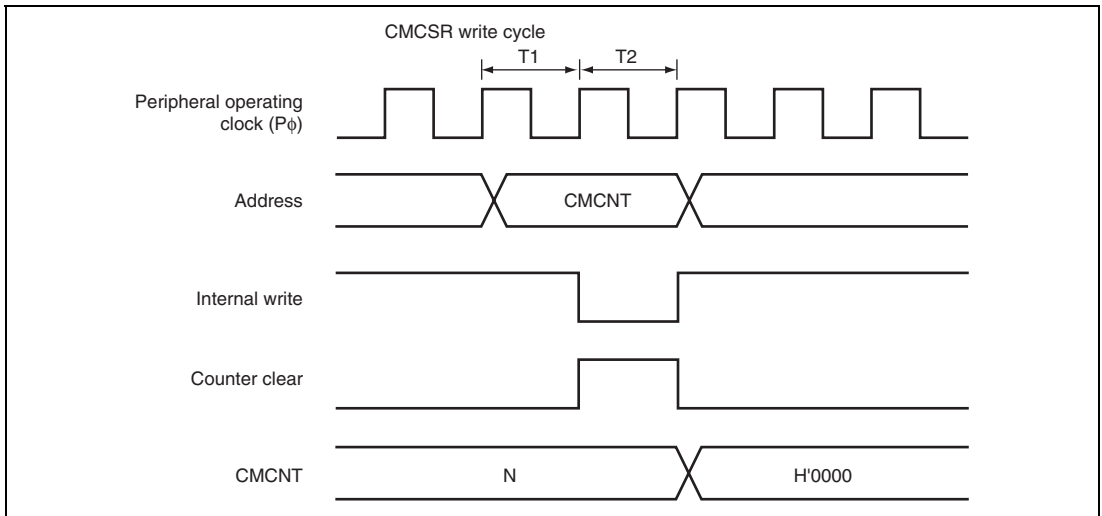 CMCSR write cycle
T1 T2
Peripheral operating
clock (Pφ)
Address CMCNT
Internal write
Counter clear
CMCNT N H'0000